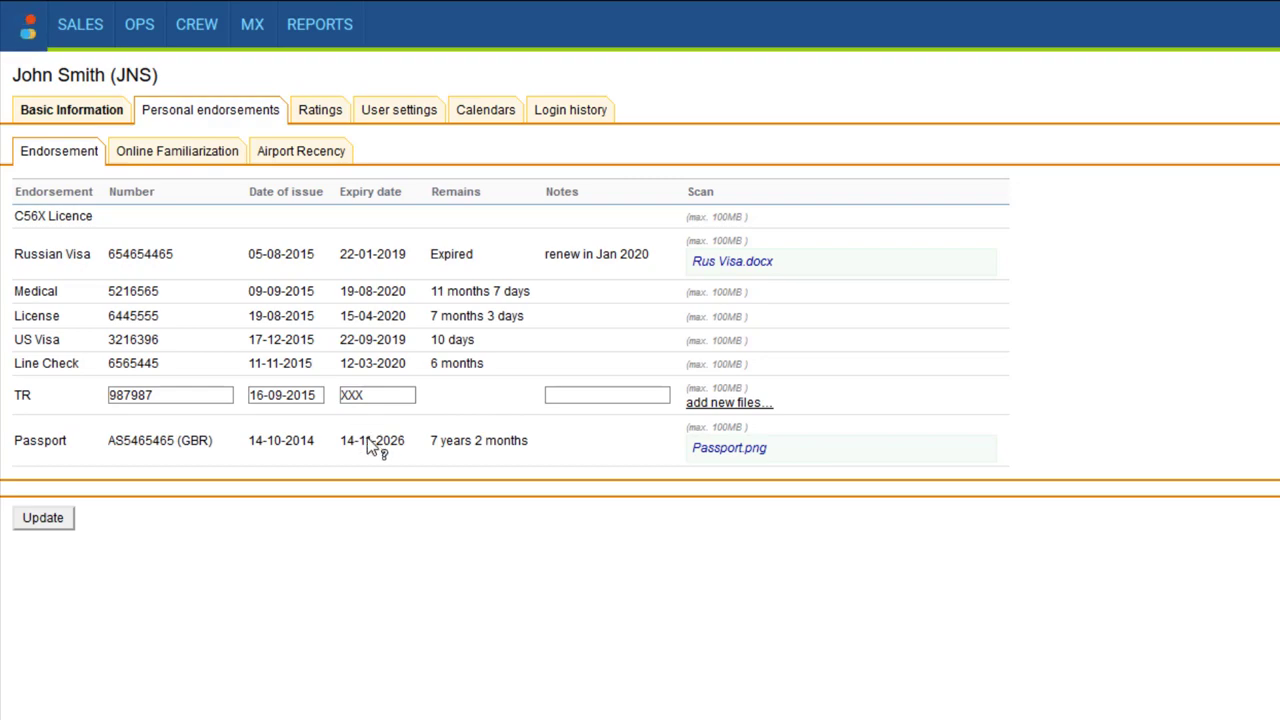 SALES OPS CREW MX REPORTS
John Smith (JNS)
Basic Information Personal endorsements Ratings User settings Calendars Login history
Endorsement Online Familiarization Airport Recency
Endorsement Number Date of issue Expiry date Remains Notes Scan
C56X Licence (max. 100MB )
(max. 100MB )
Russian Visa 654654465 05-08-2015 22-01-2019 Expired renew in Jan 2020 Rus Visa.docx
Medical 5216565 09-09-2015 19-08-2020 11 months 7 days (max. 100MB )
License 6445555 19-08-2015 15-04-2020 7 months 3 days (max. 100MB )
US Visa 3216396 17-12-2015 22-09-2019 10 days (max. 100MB )
Line Check 6565445 11-11-2015 12-03-2020 6 months (max. 100MB )
(max. 100MB )
TR 987987 16-09-2015 XXX add new files...
(max. 100MB )
Passport AS5465465 (GBR) 14-10-2014 7 years 2 months Passport.png
Update